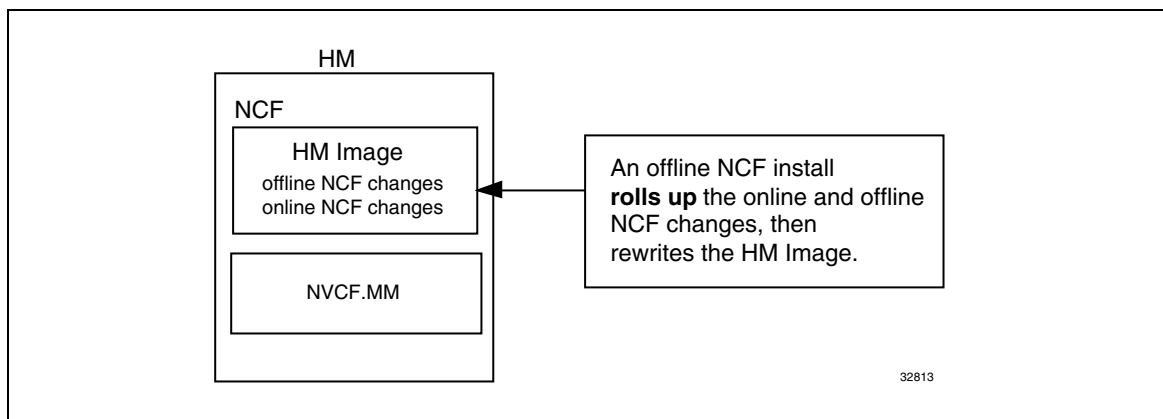 HM
NCF
HM Image
offline NCF changes
online NCF changes
NVCF.MM
An offline NCF install
rolls up the online and offline
NCF changes, then
rewrites the HM Image.
32813